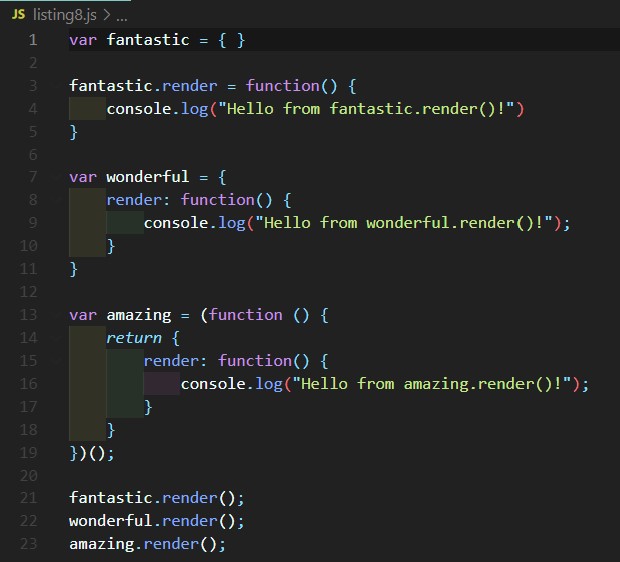 JS listing8.js > ...
1 var fantastic = { }
2
3 fantastic.render = function() {
4     console.log("Hello from fantastic.render()!")
5 }
6
7 var wonderful = {
8     render: function() {
9         console.log("Hello from wonderful.render()!");
10     }
11 }
12
13 var amazing = (function () {
14     return {
15         render: function() {
16             console.log("Hello from amazing.render()!");
17         }
18     }
19 })();
20
21 fantastic.render();
22 wonderful.render();
23 amazing.render();